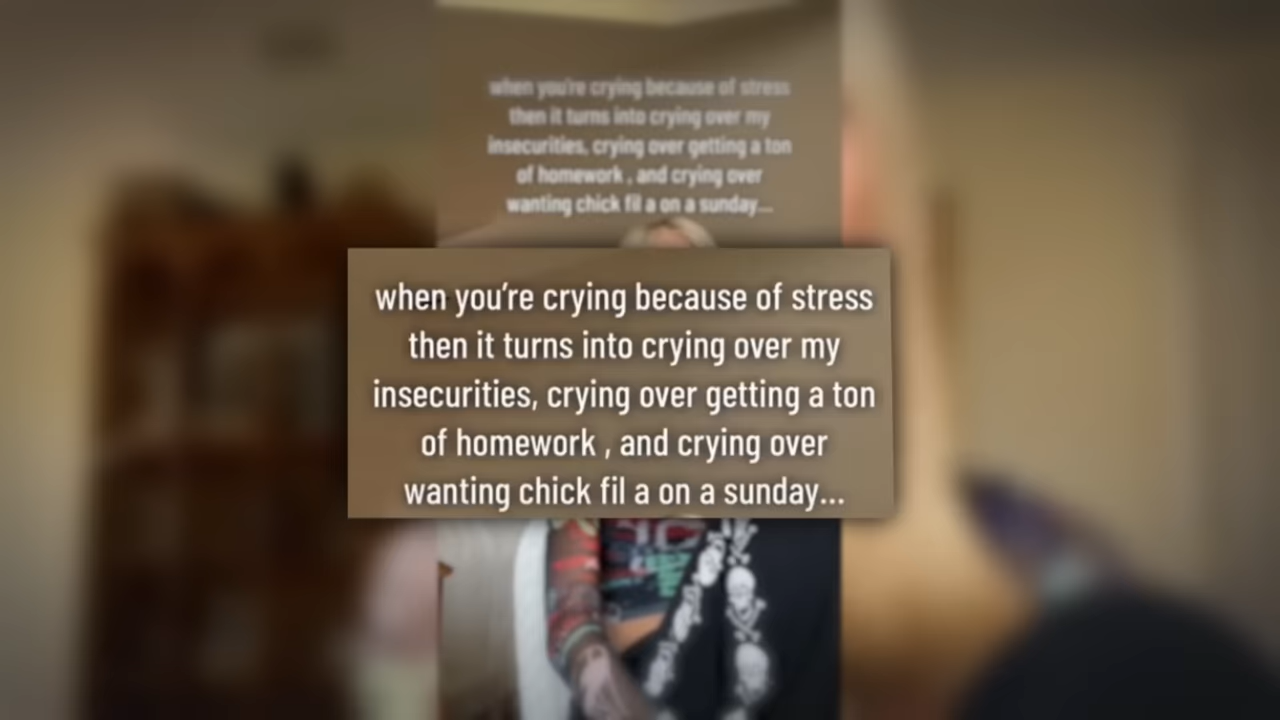 when you're crying because of stress
then it turns into crying over my
insecurities, crying over getting a ton
of homework , and crying over
wanting chick fil a on a sunday...
when you’re crying because of stress
then it turns into crying over my
insecurities, crying over getting a ton
of homework , and crying over
wanting chick fil a on a sunday...